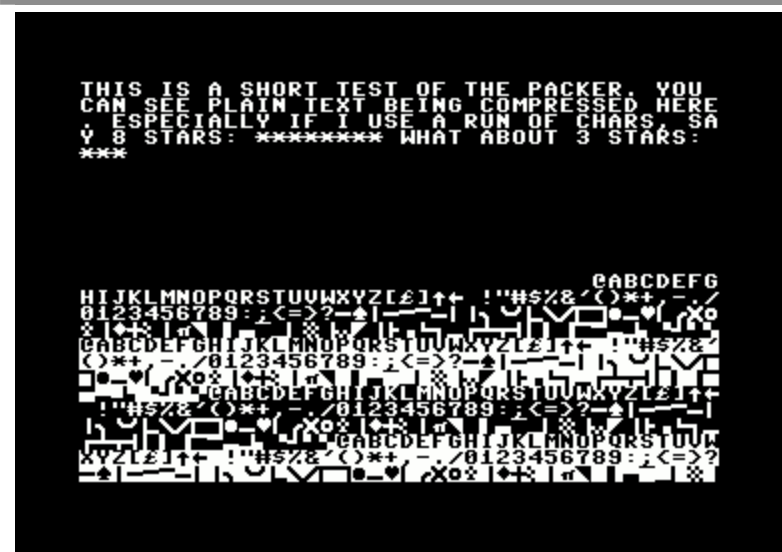 THIS IS A SHORT TEST OF THE PACKER. YOU
CAN SEE PLAIN TEXT BEING COMPRESSED HERE
. ESPECIALLY IF I USE A RUN OF CHARS, SA
Y 8 STARS: ******** WHAT ABOUT 3 STARS:
***
@ABCDEFG
HIJKLMNOPQRSTUVWXYZ[£]↑← !"#$%&'()*+,-./
0123456789:;<=>?
@ABCDEFGHIJKLMNOPQRSTUVWXYZ[£]↑← !"#$%&'
()*+,-./0123456789:;<=>?
@ABCDEFGHIJKLMNOPQRSTUVWXYZ[£]↑←
!"#$%&'()*+,-./0123456789:;<=>?
@ABCDEFGHIJKLMNOPQRSTUVW
XYZ[£]↑← !"#$%&'()*+,-./0123456789:;<=>?